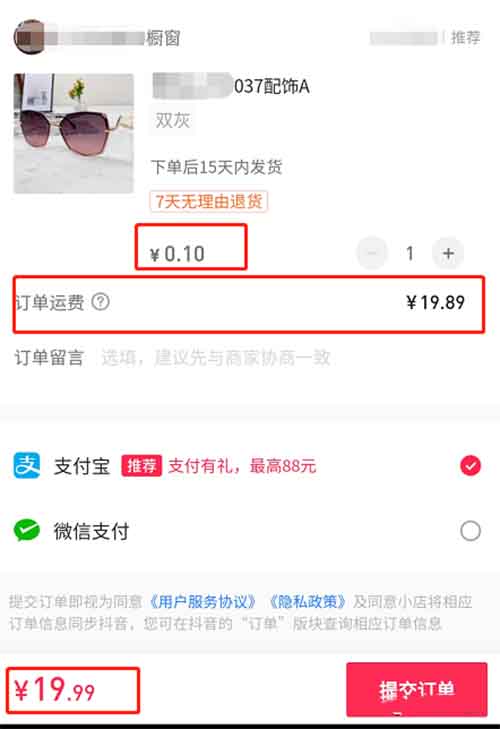 橱窗
推荐
037配饰A
双灰
下单后15天内发货
7天无理由退货
¥0.10
1
订单运费
¥19.89
订单留言 选填，建议先与商家协商一致
支付宝 推荐 支付有礼，最高88元
微信支付
提交订单即视为同意《用户服务协议》《隐私政策》及同意小店将相应
订单信息同步抖音，您可在抖音的“订单”版块查询相应订单信息
¥19.99
提交订单